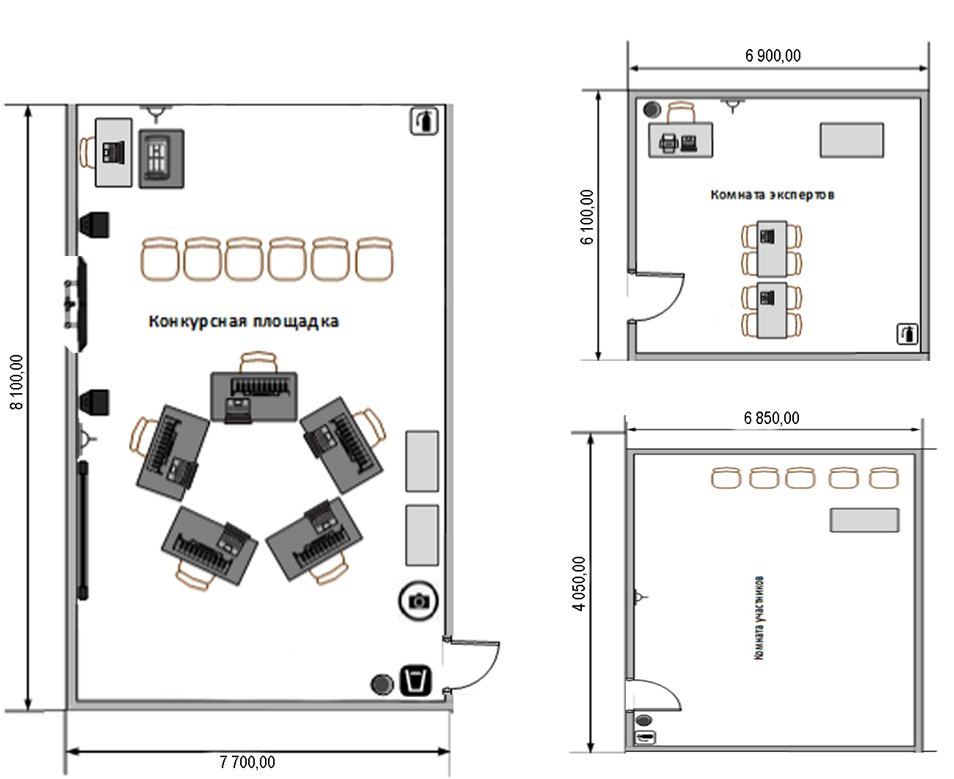 6 900,00
6 100,00
Комната экспертов
8 100,00
Конкурсная площадка
7 700,00
6 850,00
4 050,00
Комната участников